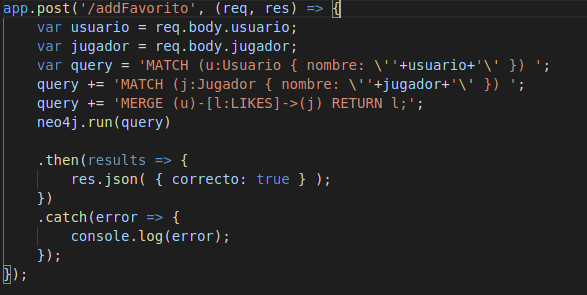 app.post('/addFavorito', (req, res) => {
    var usuario = req.body.usuario;
    var jugador = req.body.jugador;
    var query = 'MATCH (u:Usuario { nombre: \''+usuario+'\' }) ';
    query += 'MATCH (j:Jugador { nombre: \''+jugador+'\' }) ';
    query += 'MERGE (u)-[l:LIKES]->(j) RETURN l;';
    neo4j.run(query)

    .then(results => {
        res.json( { correcto: true } );
    })
    .catch(error => {
        console.log(error);
    });
});